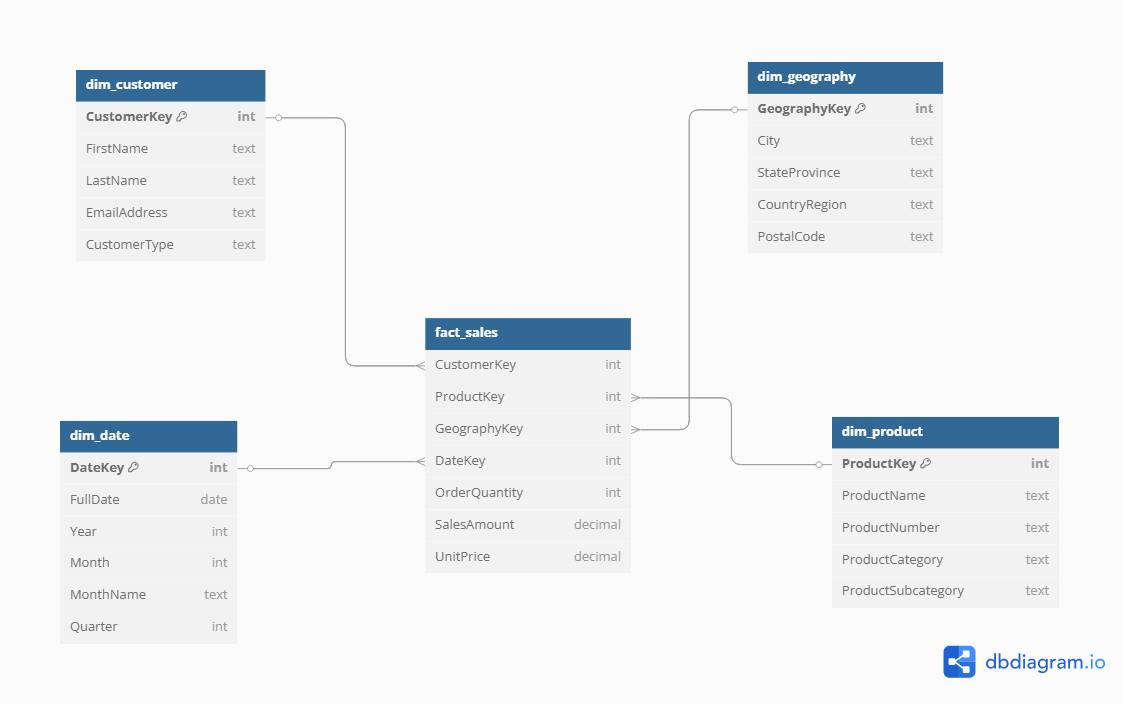 dim_customer
CustomerKey int
FirstName text
LastName text
EmailAddress text
CustomerType text
dim_geography
GeographyKey int
City text
StateProvince text
CountryRegion text
PostalCode text
fact_sales
CustomerKey int
ProductKey int
GeographyKey int
DateKey int
OrderQuantity int
SalesAmount decimal
UnitPrice decimal
dim_date
DateKey int
FullDate date
Year int
Month int
MonthName text
Quarter int
dim_product
ProductKey int
ProductName text
ProductNumber text
ProductCategory text
ProductSubcategory text
dbdiagram.io